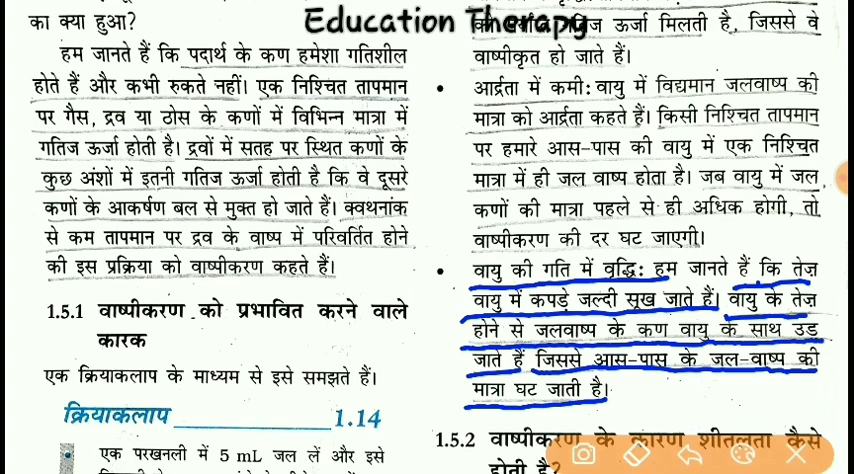 Education Therapy
का क्या हुआ?
हम जानते हैं कि पदार्थ के कण हमेशा गतिशील
होते हैं और कभी रुकते नहीं। एक निश्चित तापमान
पर गैस, द्रव या ठोस के कणों में विभिन्न मात्रा में
गतिज ऊर्जा होती है। द्रवों में सतह पर स्थित कणों के
कुछ अंशों में इतनी गतिज ऊर्जा होती है कि वे दूसरे
कणों के आकर्षण बल से मुक्त हो जाते हैं। क्वथनांक
से कम तापमान पर द्रव के वाष्प में परिवर्तित होने
की इस प्रक्रिया को वाष्पीकरण कहते हैं।
1.5.1 वाष्पीकरण को प्रभावित करने वाले
कारक
एक क्रियाकलाप के माध्यम से इसे समझते हैं।
क्रियाकलाप 1.14
एक परखनली में 5 mL जल लें और इसे
ऊर्जा मिलती है, जिससे वे
वाष्पीकृत हो जाते हैं।
• आर्द्रता में कमी: वायु में विद्यमान जलवाष्प की
मात्रा को आर्द्रता कहते हैं। किसी निश्चित तापमान
पर हमारे आस-पास की वायु में एक निश्चित
मात्रा में ही जल वाष्प होता है। जब वायु में जल
कणों की मात्रा पहले से ही अधिक होगी, तो
वाष्पीकरण की दर घट जाएगी।
• वायु की गति में वृद्धि: हम जानते हैं कि तेज़
वायु में कपड़े जल्दी सूख जाते हैं। वायु के तेज़
होने से जलवाष्प के कण वायु के साथ उड़
जाते हैं जिससे आस-पास के जल-वाष्प की
मात्रा घट जाती है।
1.5.2 वाष्पीकरण के कारण शीतलता कैसे
होती है?